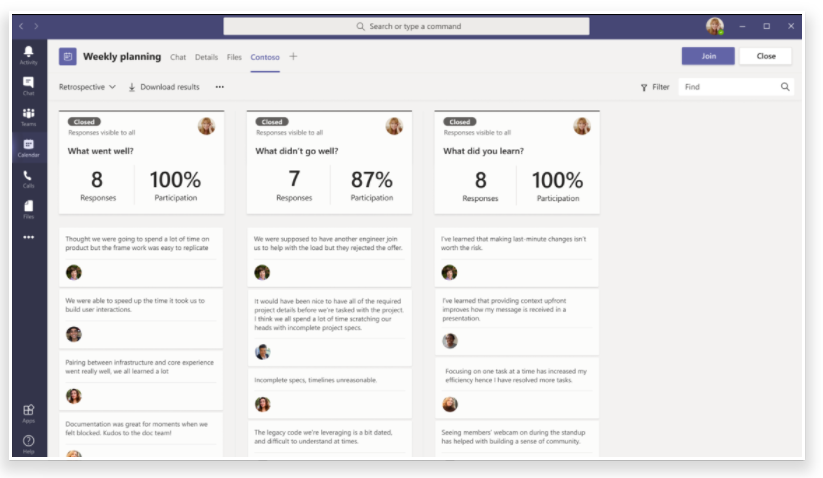 Search or type a command
Activity
Chat
Teams
Calendar
Calls
Files
Apps
Help
Weekly planning Chat Details Files Contoso
Join
Close
Retrospective Download results
Filter
Find
Closed
Responses visible to all
What went well?
8
Responses
100%
Participation
Thought we were going to spend a lot of time on
product but the frame work was easy to replicate
We were able to speed up the time it took us to
build user interactions.
Pairing between infrastructure and core experience
went really well, we all learned a lot
Documentation was great for moments when we
felt blocked. Kudos to the doc team!
Closed
Responses visible to all
What didn't go well?
7
Responses
87%
Participation
We were supposed to have another engineer join
us to help with the load but they rejected the offer.
It would have been nice to have all of the required
project details before we're tasked with the project.
I think we all spend a lot of time scratching our
heads with incomplete project specs.
Incomplete specs, timelines unreasonable.
The legacy code we're leveraging is a bit dated,
and difficult to understand at times.
Closed
Responses visible to all
What did you learn?
8
Responses
100%
Participation
I've learned that making last-minute changes isn't
worth the risk.
I've learned that providing context upfront
improves how my message is received in a
presentation.
Focusing on one task at a time has increased my
efficiency hence I have resolved more tasks.
Seeing members' webcam on during the standup
has helped with building a sense of community.